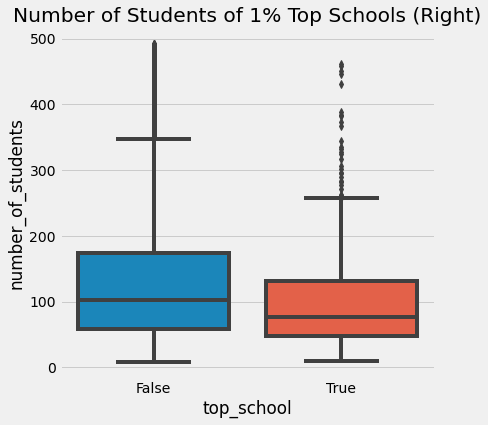 Number of Students of 1% Top Schools (Right)
500
400
300
200
100
0
number_of_students
False
True
top_school